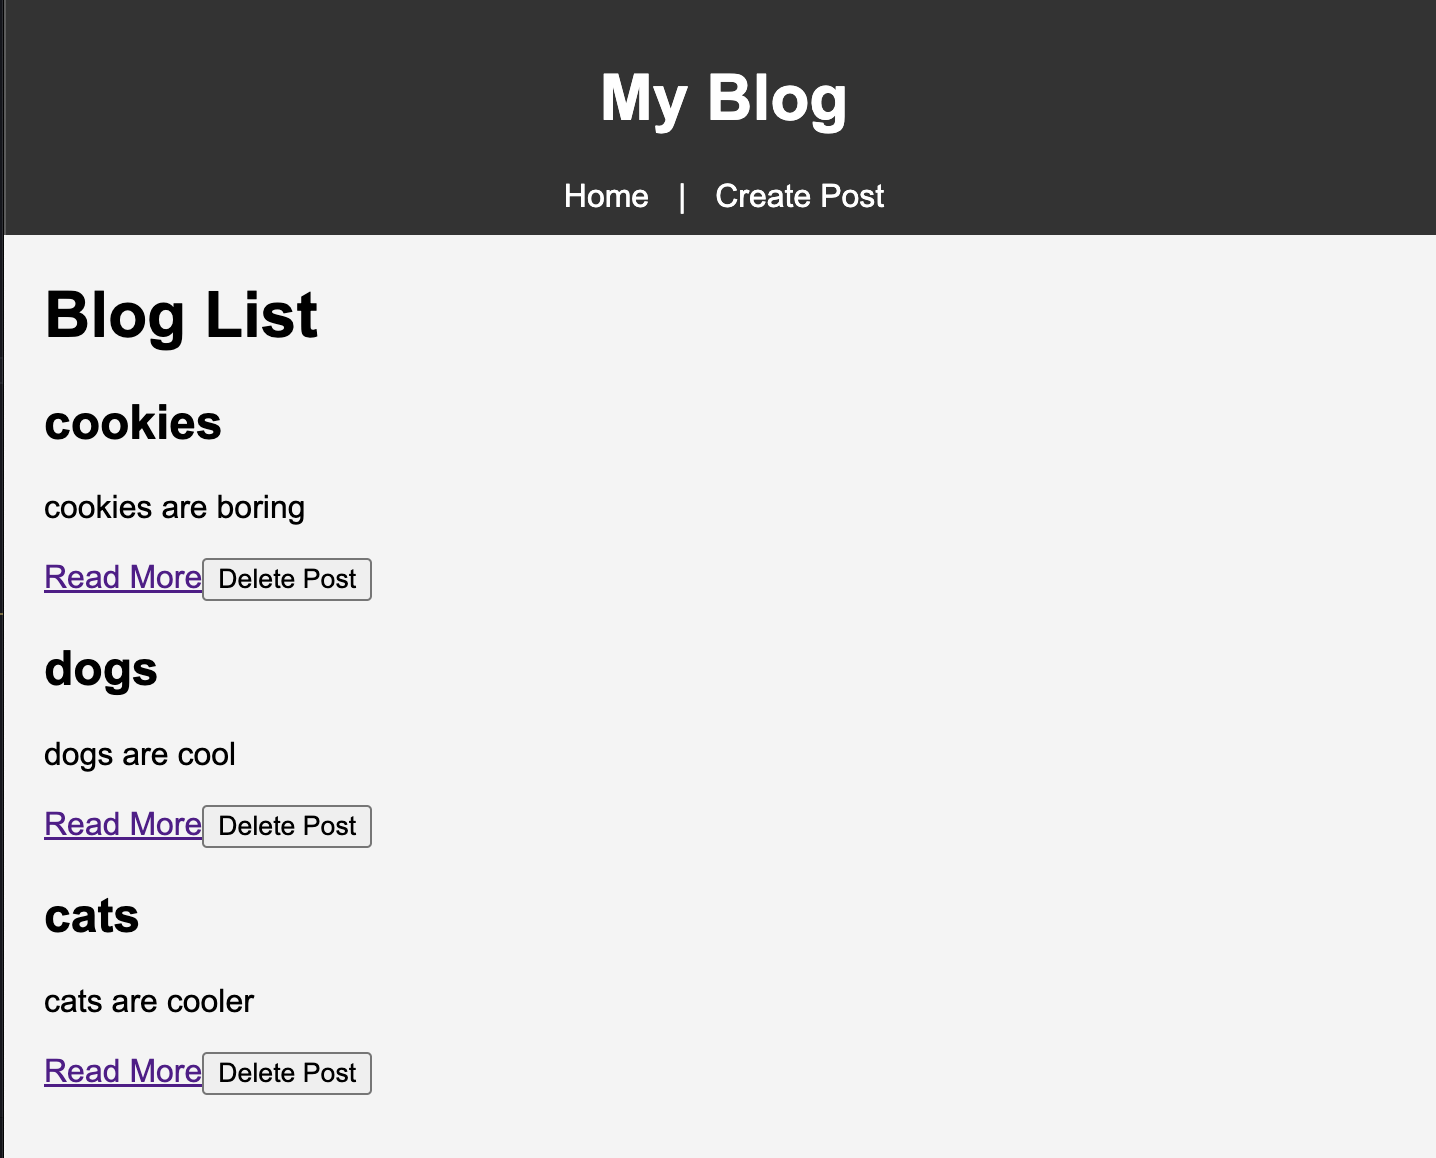 My Blog
Home | Create Post
Blog List
cookies
cookies are boring
Read More Delete Post
dogs
dogs are cool
Read More Delete Post
cats
cats are cooler
Read More Delete Post